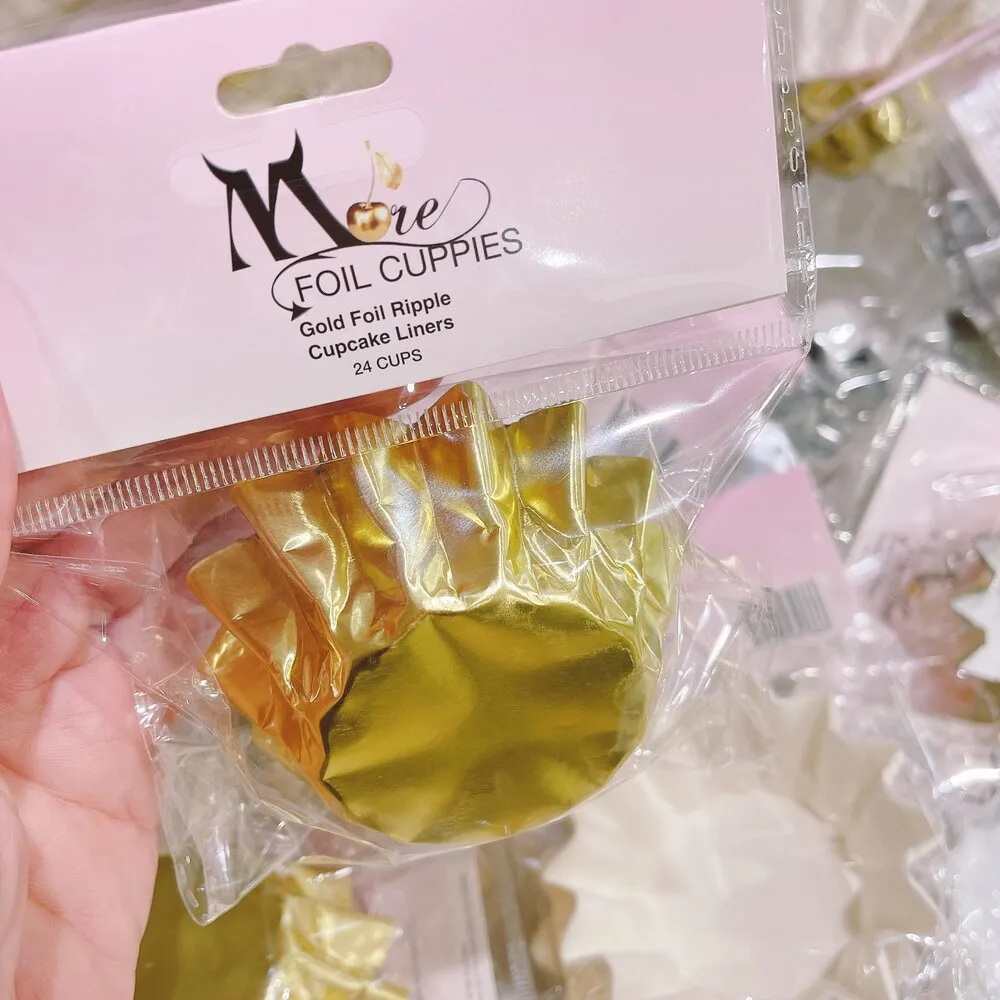 More
FOIL CUPPIES
Gold Foil Ripple
Cupcake Liners
24 CUPS